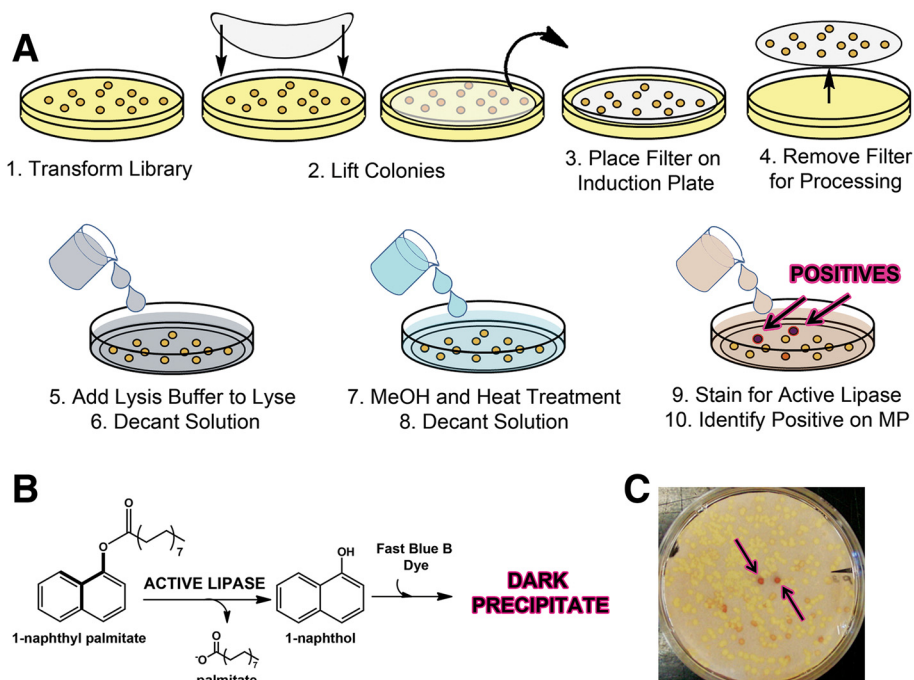 A
1. Transform Library
2. Lift Colonies
3. Place Filter on
Induction Plate
4. Remove Filter
for Processing
POSITIVES
5. Add Lysis Buffer to Lyse
6. Decant Solution
7. MeOH and Heat Treatment
8. Decant Solution
9. Stain for Active Lipase
10. Identify Positive on MP
B
O
O
7
1-naphthyl palmitate
ACTIVE LIPASE
O
-O
7
palmitate
OH
1-naphthol
Fast Blue B
Dye
DARK
PRECIPITATE
C